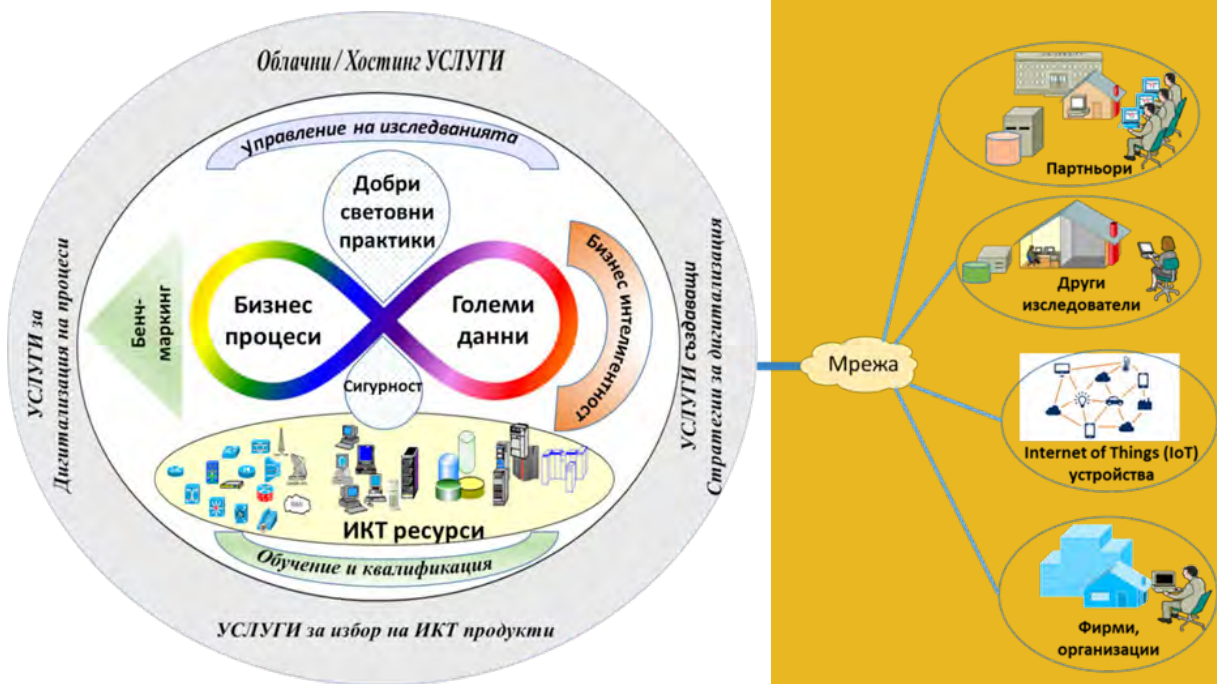 Облачни / Хостинг УСЛУГИ
Управление на изследванията
Добри
световни
практики
УСЛУГИ за
Дигитализация на процеси
Бенч-
маркинг
Бизнес
процеси
Големи
данни
Бизнес интелигентност
УСЛУГИ създаващи
Стратегии за дигитализация
Сигурност
ИКТ ресурси
Обучение и квалификация
УСЛУГИ за избор на ИКТ продукти
Мрежа
Партньори
Други
изследователи
Internet of Things (IoT)
устройства
Фирми,
организации